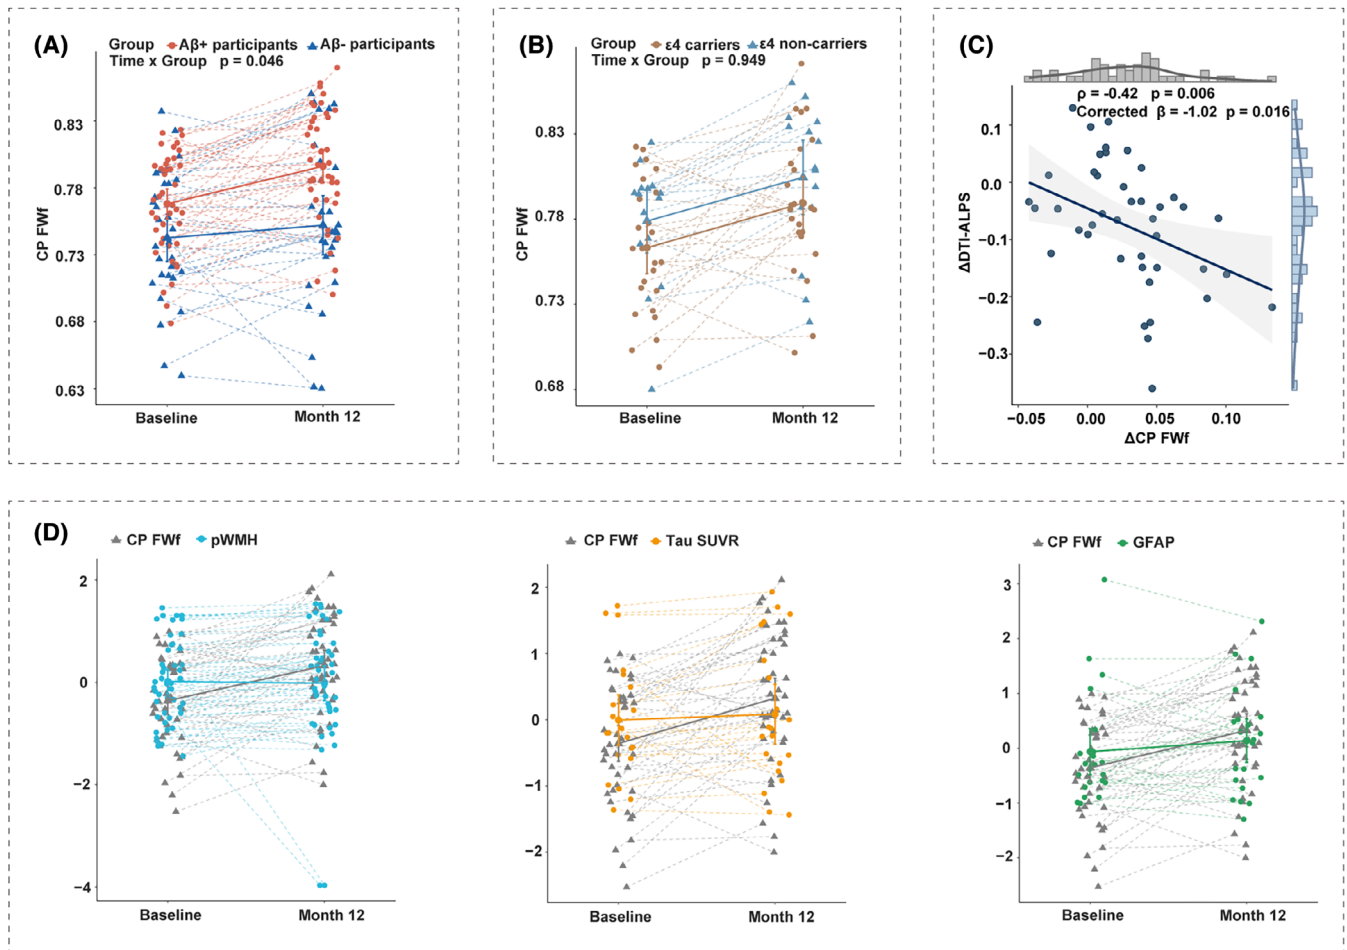 (A)
Group Aβ+ participants Aβ- participants
Time x Group p = 0.046
CP FWf
0.83
0.78
0.73
0.68
0.63
Baseline Month 12
(B)
Group ε4 carriers ε4 non-carriers
Time x Group p = 0.949
CP FWf
0.83
0.78
0.73
0.68
Baseline Month 12
(C)
ρ = -0.42 p = 0.006
Corrected β = -1.02 p = 0.016
ΔDTI-ALPS
0.1
0.0
−0.1
−0.2
−0.3
−0.05 0.00 0.05 0.10
ΔCP FWf
(D)
CP FWf pWMH
2
0
−2
−4
Baseline Month 12
CP FWf Tau SUVR
2
1
0
−1
−2
Baseline Month 12
CP FWf GFAP
3
2
1
0
−1
−2
Baseline Month 12